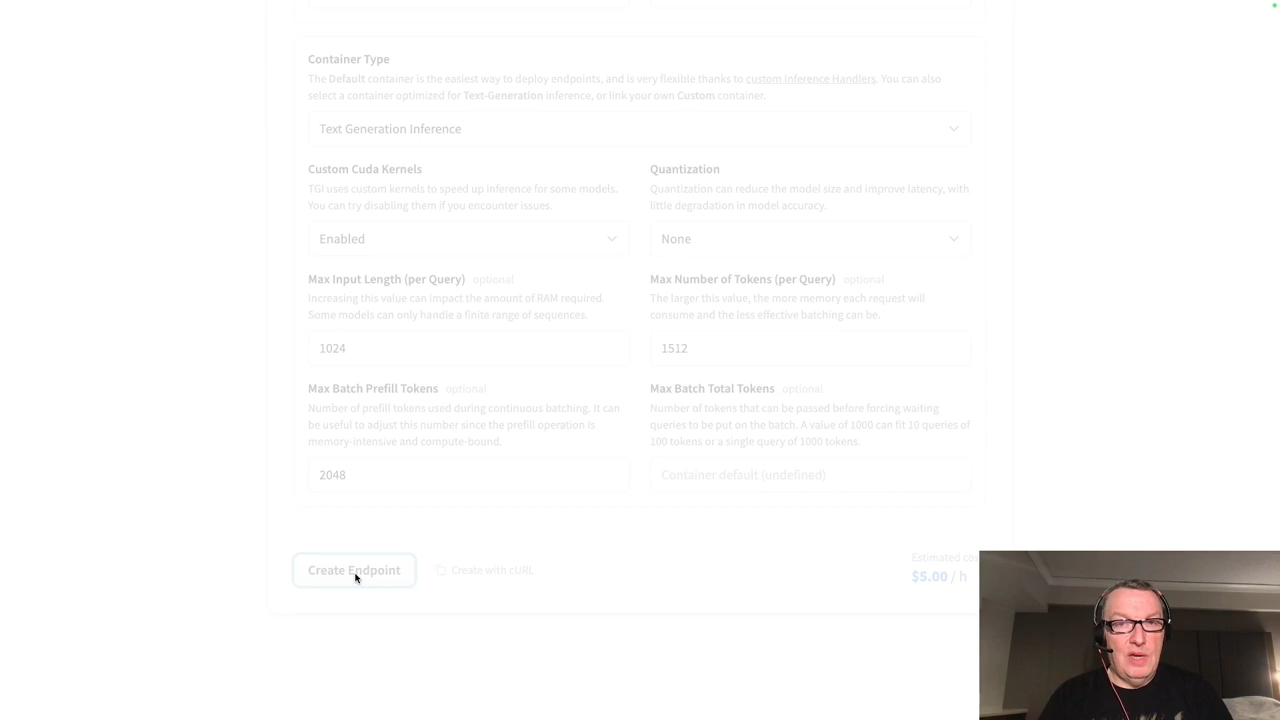 Container Type
The Default container is the easiest way to deploy endpoints, and is very flexible thanks to custom Inference Handlers. You can also
select a container optimized for Text-Generation inference, or link your own Custom container.
Text Generation Inference
Custom Cuda Kernels
TGI uses custom kernels to speed up inference for some models.
You can try disabling them if you encounter issues.
Enabled
Quantization
Quantization can reduce the model size and improve latency, with
little degradation in model accuracy.
None
Max Input Length (per Query) optional
Increasing this value can impact the amount of RAM required.
Some models can only handle a finite range of sequences.
1024
Max Number of Tokens (per Query) optional
The larger this value, the more memory each request will
consume and the less effective batching can be.
1512
Max Batch Prefill Tokens optional
Number of prefill tokens used during continuous batching. It can
be useful to adjust this number since the prefill operation is
memory-intensive and compute-bound.
2048
Max Batch Total Tokens optional
Number of tokens that can be passed before forcing waiting
queries to be put on the batch. A value of 1000 can fit 10 queries of
100 tokens or a single query of 1000 tokens.
Container default (undefined)
Create Endpoint
Create with cURL
Estimated
$5.00 / h